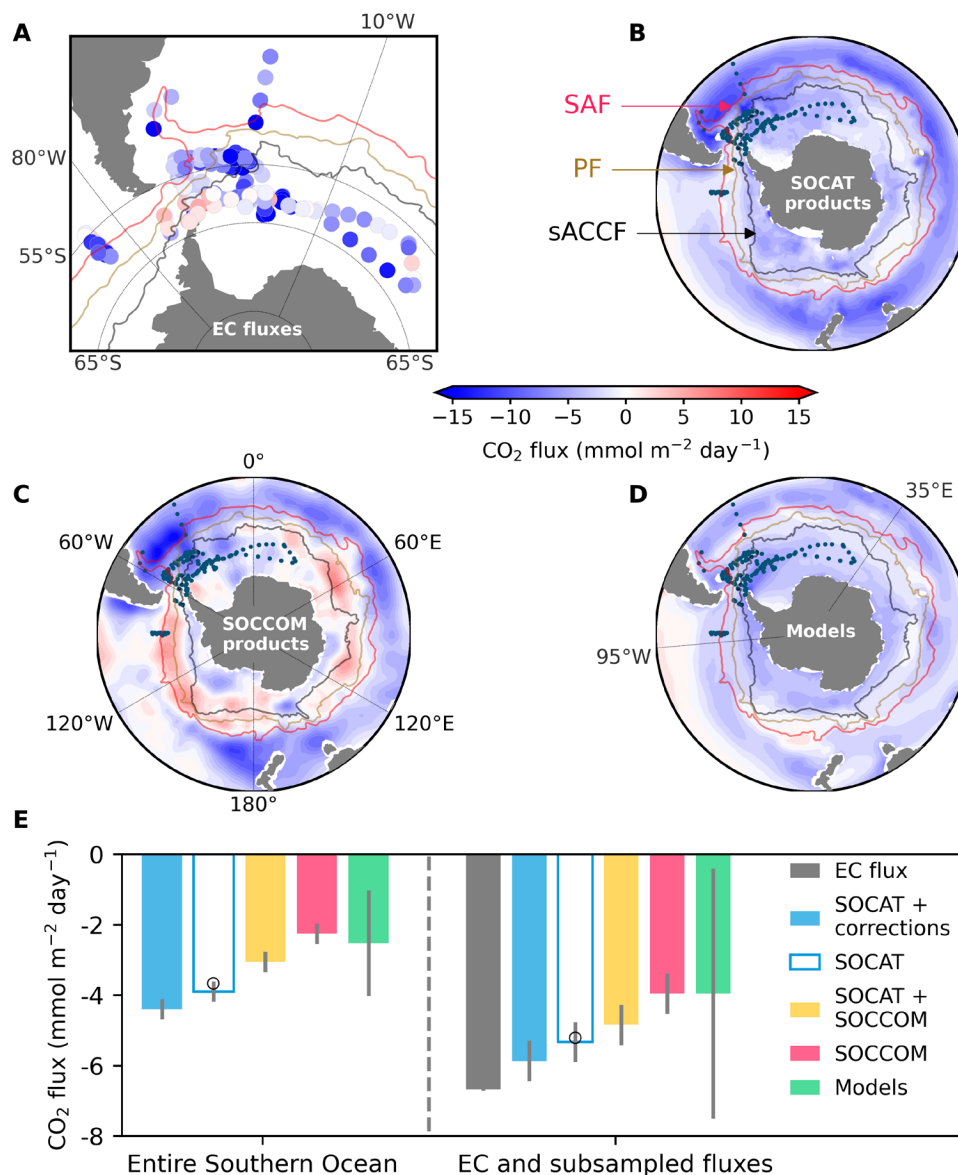 A
10°W
80°W
55°S
EC fluxes
65°S
65°S
B
SAF
PF
sACCF
SOCAT
products
−15 −10 −5 0 5 10 15
CO₂ flux (mmol m⁻² day⁻¹)
C
0°
60°W
60°E
SOCCOM
products
120°W
120°E
180°
D
35°E
Models
95°W
E
CO₂ flux (mmol m⁻² day⁻¹)
0
-2
-4
-6
-8
Entire Southern Ocean
EC and subsampled fluxes
EC flux
SOCAT +
corrections
SOCAT
SOCAT +
SOCCOM
SOCCOM
Models